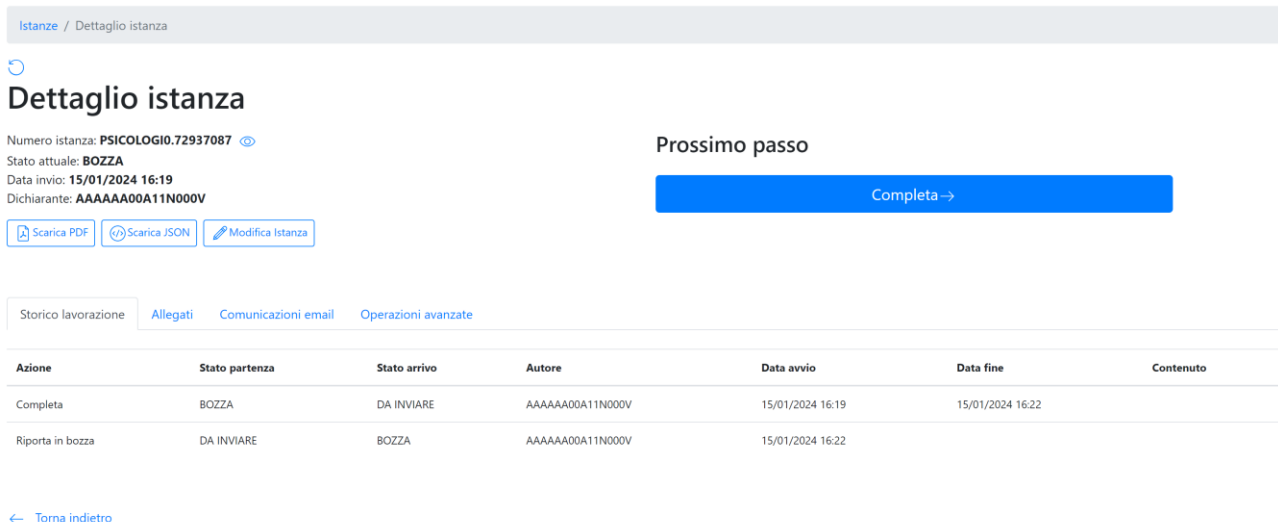 Istanze / Dettaglio istanza
Dettaglio istanza
Numero istanza: PSICOLOGI0.72937087
Stato attuale: BOZZA
Data invio: 15/01/2024 16:19
Dichiarante: AAAAAA00A11N000V
Scarica PDF Scarica JSON Modifica Istanza
Prossimo passo
Completa→
Storico lavorazione Allegati Comunicazioni email Operazioni avanzate
Azione Stato partenza Stato arrivo Autore Data avvio Data fine Contenuto
Completa BOZZA DA INVIARE AAAAAA00A11N000V 15/01/2024 16:19 15/01/2024 16:22
Riporta in bozza DA INVIARE BOZZA AAAAAA00A11N000V 15/01/2024 16:22
← Torna indietro